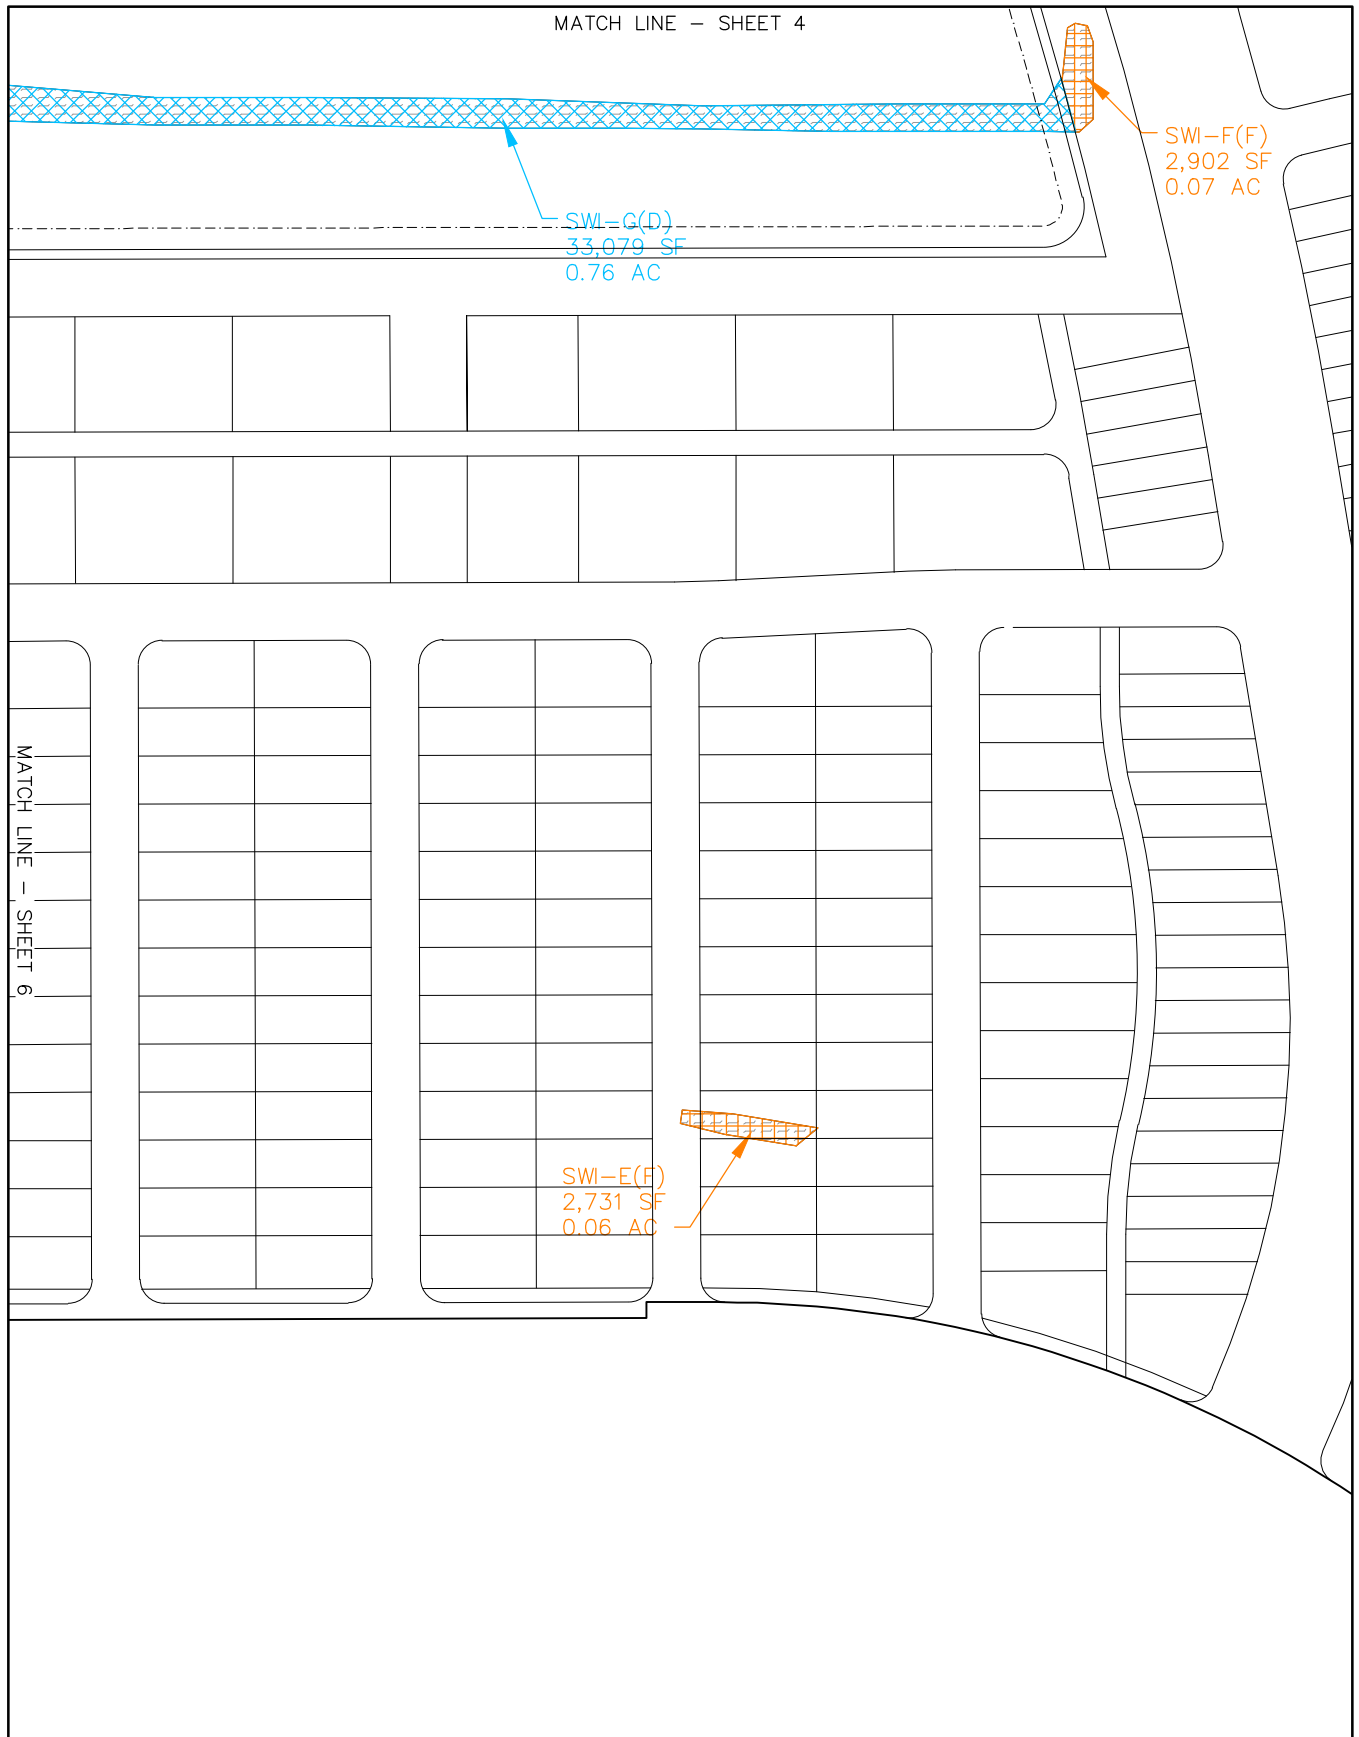 MATCH LINE - SHEET 4
SWI-F(F)
2,902 SF
0.07 AC
SWI-G(D)
33,079 SF
0.76 AC
MATCH LINE - SHEET 6
SWI-E(F)
2,731 SF
0.06 AC